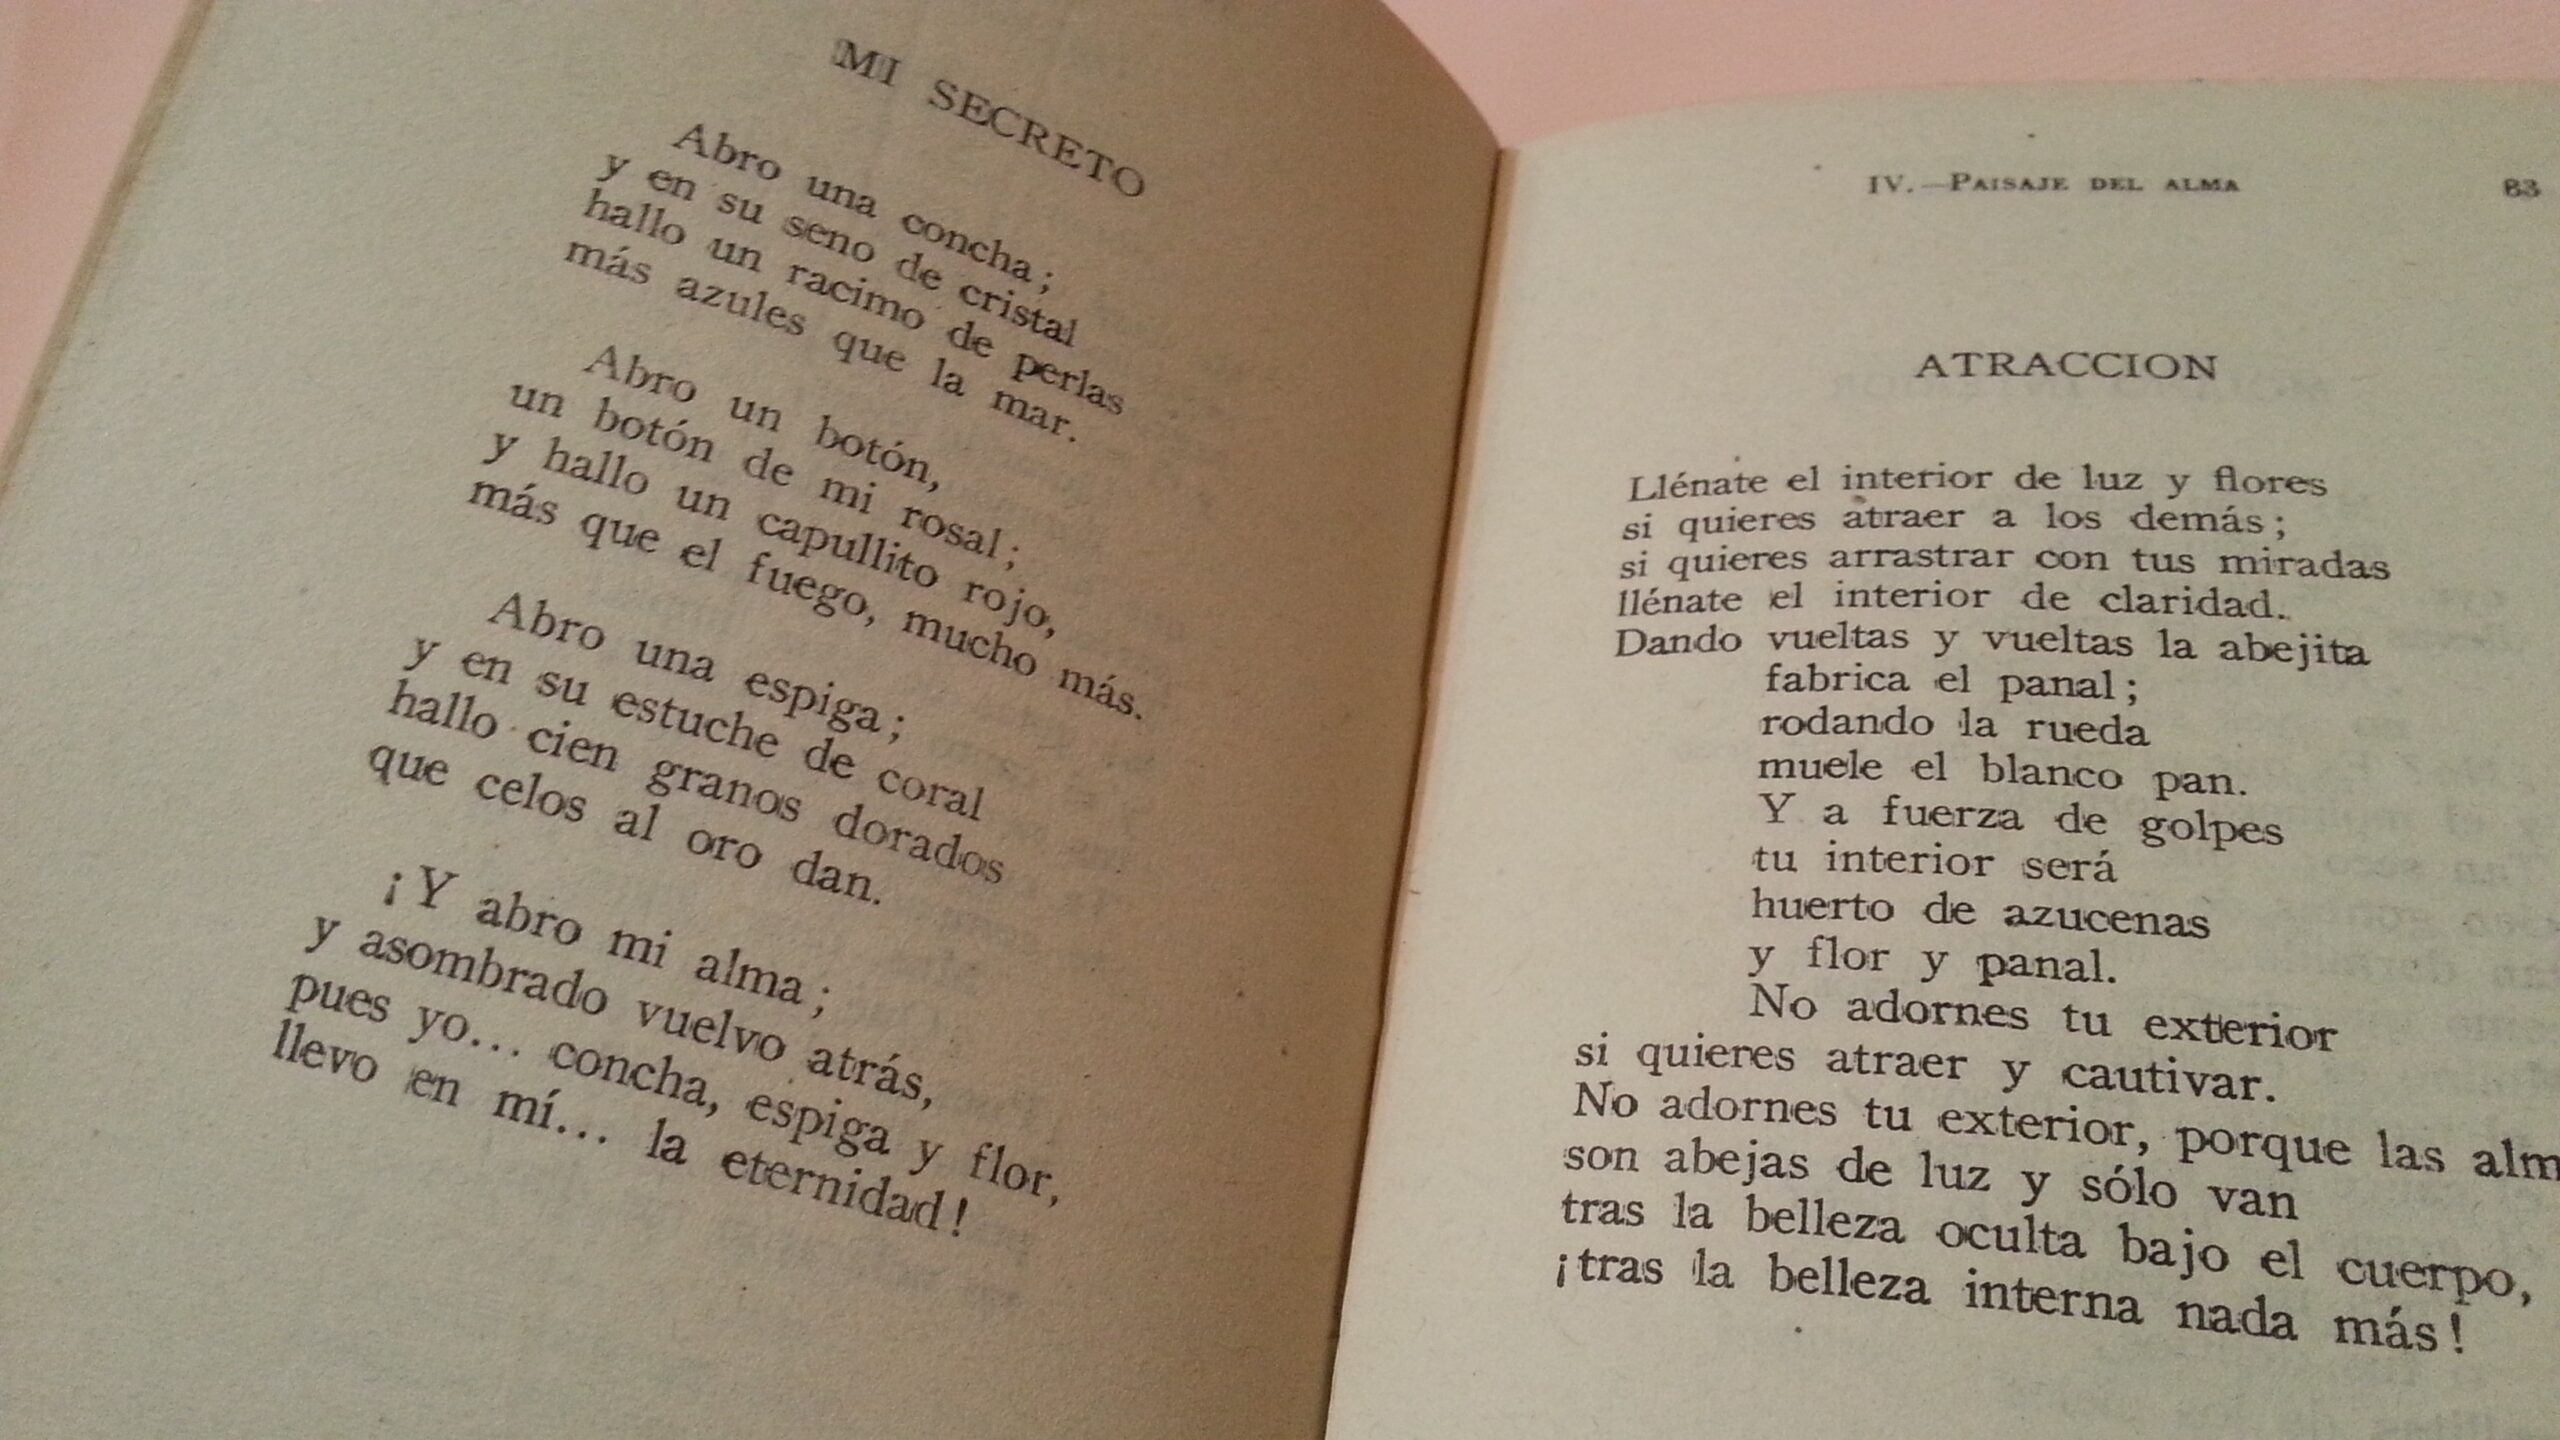 MI SECRETO
Abro una concha;
y en su seno de cristal
hallo un racimo de perlas
más azules que la mar.
Abro un botón,
un botón de mi rosal;
y hallo un capullito rojo,
más que el fuego, mucho más.
Abro una espiga;
y en su estuche de coral
hallo cien granos dorados
que celos al oro dan.
¡Y abro mi alma;
y asombrado vuelvo atrás,
pues yo... concha, espiga y flor,
llevo en mí... la eternidad!
IV.—PAISAJE DEL ALMA 83
ATRACCION
Llénate el interior de luz y flores
si quieres atraer a los demás;
si quieres arrastrar con tus miradas
llénate el interior de claridad.
Dando vueltas y vueltas la abejita
fabrica el panal;
rodando la rueda
muele el blanco pan.
Y a fuerza de golpes
tu interior será
huerto de azucenas
y flor y panal.
No adornes tu exterior
si quieres atraer y cautivar.
No adornes tu exterior, porque las alm
son abejas de luz y sólo van
tras la belleza oculta bajo el cuerpo,
¡tras la belleza interna nada más!